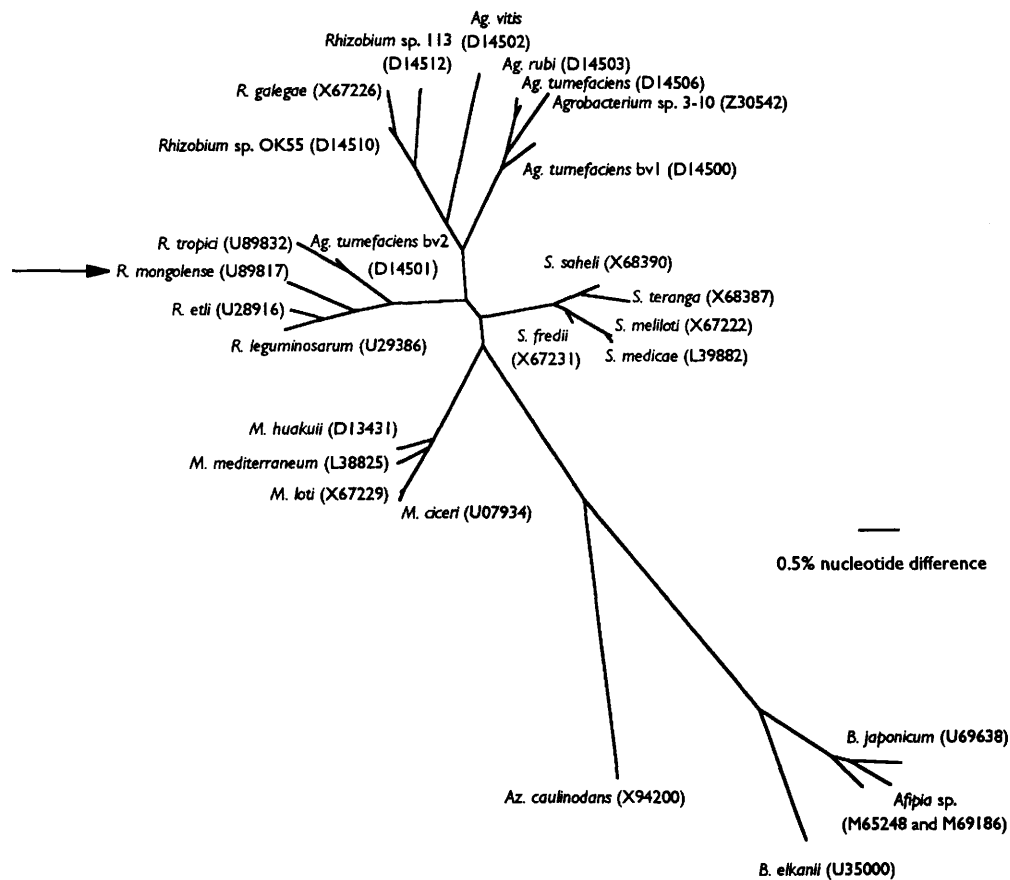 Ag. vitis
(D14502)
Rhizobium sp. 113
(D14512)
Ag. rubi (D14503)
Ag. tumefaciens (D14506)
Agrobacterium sp. 3-10 (Z30542)
R. galegae (X67226)
Rhizobium sp. OK55 (D14510)
Ag. tumefaciens bv1 (D14500)
R. tropici (U89832)
Ag. tumefaciens bv2
(D14501)
R. mongolense (U89817)
R. etli (U28916)
R. leguminosarum (U29386)
S. saheli (X68390)
S. teranga (X68387)
S. meliloti (X67222)
S. fredii
(X67231)
S. medicae (L39882)
M. huakuii (D13431)
M. mediterraneum (L38825)
M. loti (X67229)
M. ciceri (U07934)
0.5% nucleotide difference
B. japonicum (U69638)
Az. caulinodans (X94200)
Afipia sp.
(M65248 and M69186)
B. elkanii (U35000)